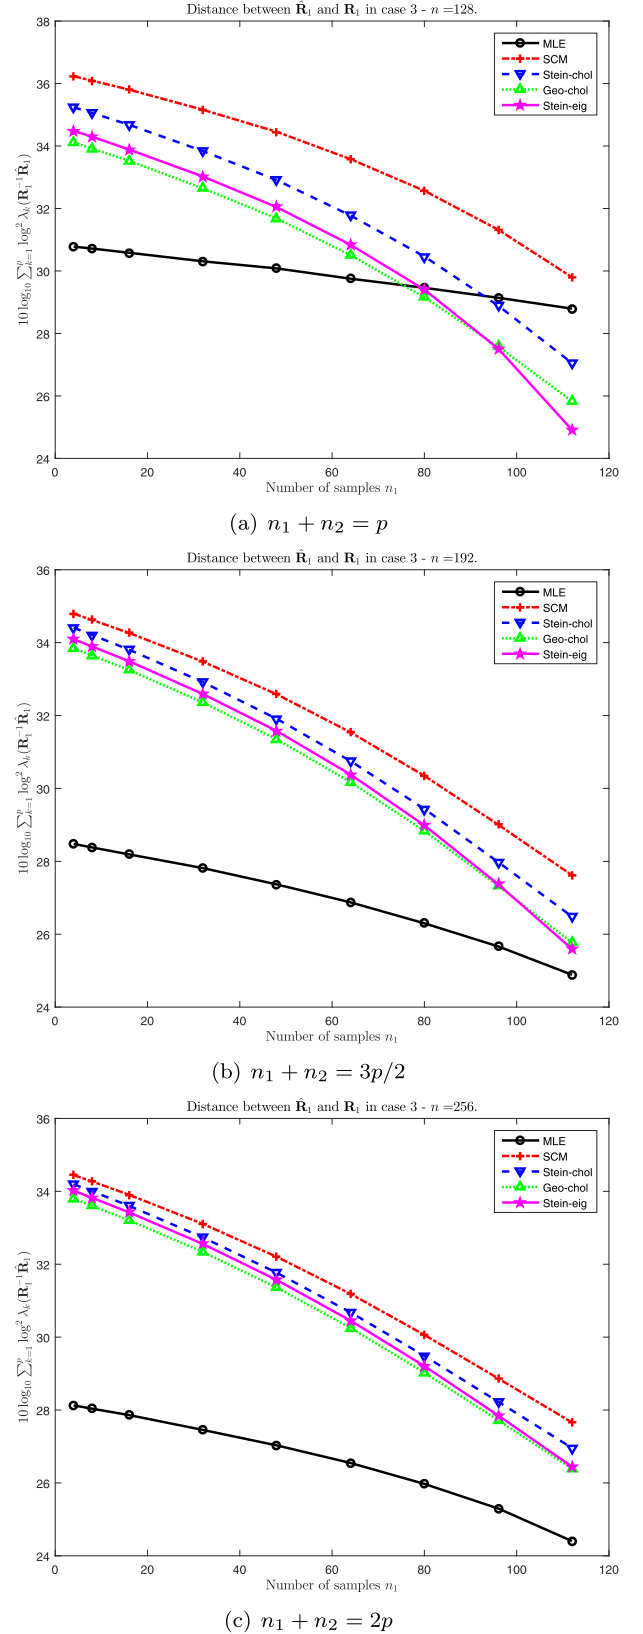 Distance between R̂₁ and R₁ in case 3 - n =128.
38
36
34
32
30
28
26
24
10 log₁₀ ∑ᵖₖ₌₁ log² λₖ(R₁⁻¹R̂₁)
MLE
SCM
Stein-chol
Geo-chol
Stein-eig
0 20 40 60 80 100 120
Number of samples n₁
(a) n₁ + n₂ = p
Distance between R̂₁ and R₁ in case 3 - n =192.
36
34
32
30
28
26
24
10 log₁₀ ∑ᵖₖ₌₁ log² λₖ(R₁⁻¹R̂₁)
MLE
SCM
Stein-chol
Geo-chol
Stein-eig
0 20 40 60 80 100 120
Number of samples n₁
(b) n₁ + n₂ = 3p/2
Distance between R̂₁ and R₁ in case 3 - n =256.
36
34
32
30
28
26
24
10 log₁₀ ∑ᵖₖ₌₁ log² λₖ(R₁⁻¹R̂₁)
MLE
SCM
Stein-chol
Geo-chol
Stein-eig
0 20 40 60 80 100 120
Number of samples n₁
(c) n₁ + n₂ = 2p